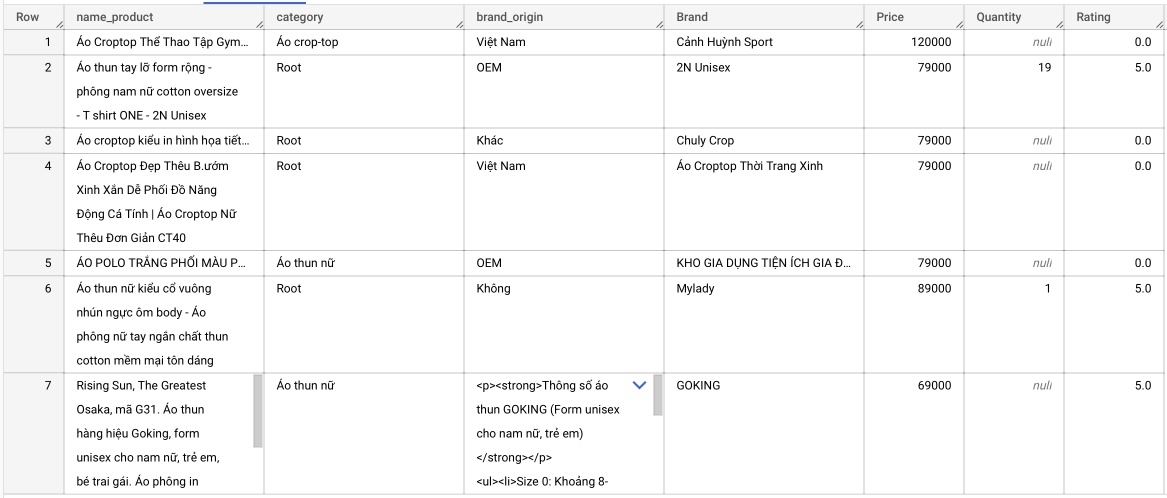 Row name_product category brand_origin Brand Price Quantity Rating
1 Áo Croptop Thể Thao Tập Gym... Áo crop-top Việt Nam Cảnh Huỳnh Sport 120000 null 0.0
2 Áo thun tay lỡ form rộng - Root OEM 2N Unisex 79000 19 5.0
phông nam nữ cotton oversize
- T shirt ONE - 2N Unisex
3 Áo croptop kiểu in hình họa tiết... Root Khác Chuly Crop 79000 null 0.0
4 Áo Croptop Đẹp Thêu B.ướm Root Việt Nam Áo Croptop Thời Trang Xinh 79000 null 0.0
Xinh Xắn Dễ Phối Đồ Năng
Động Cá Tính | Áo Croptop Nữ
Thêu Đơn Giản CT40
5 ÁO POLO TRẮNG PHỐI MÀU P... Áo thun nữ OEM KHO GIA DỤNG TIỆN ÍCH GIA Đ... 79000 null 0.0
6 Áo thun nữ kiểu cổ vuông Root Không Mylady 89000 1 5.0
nhún ngực ôm body - Áo
phông nữ tay ngắn chất thun
cotton mềm mại tôn dáng
7 Rising Sun, The Greatest Áo thun nữ <p><strong>Thông số áo GOKING 69000 null 5.0
Osaka, mã G31. Áo thun thun GOKING (Form unisex
hàng hiệu Goking, form cho nam nữ, trẻ em)
unisex cho nam nữ, trẻ em, </strong></p>
bé trai gái. Áo phông in <ul><li>Size 0: Khoảng 8-